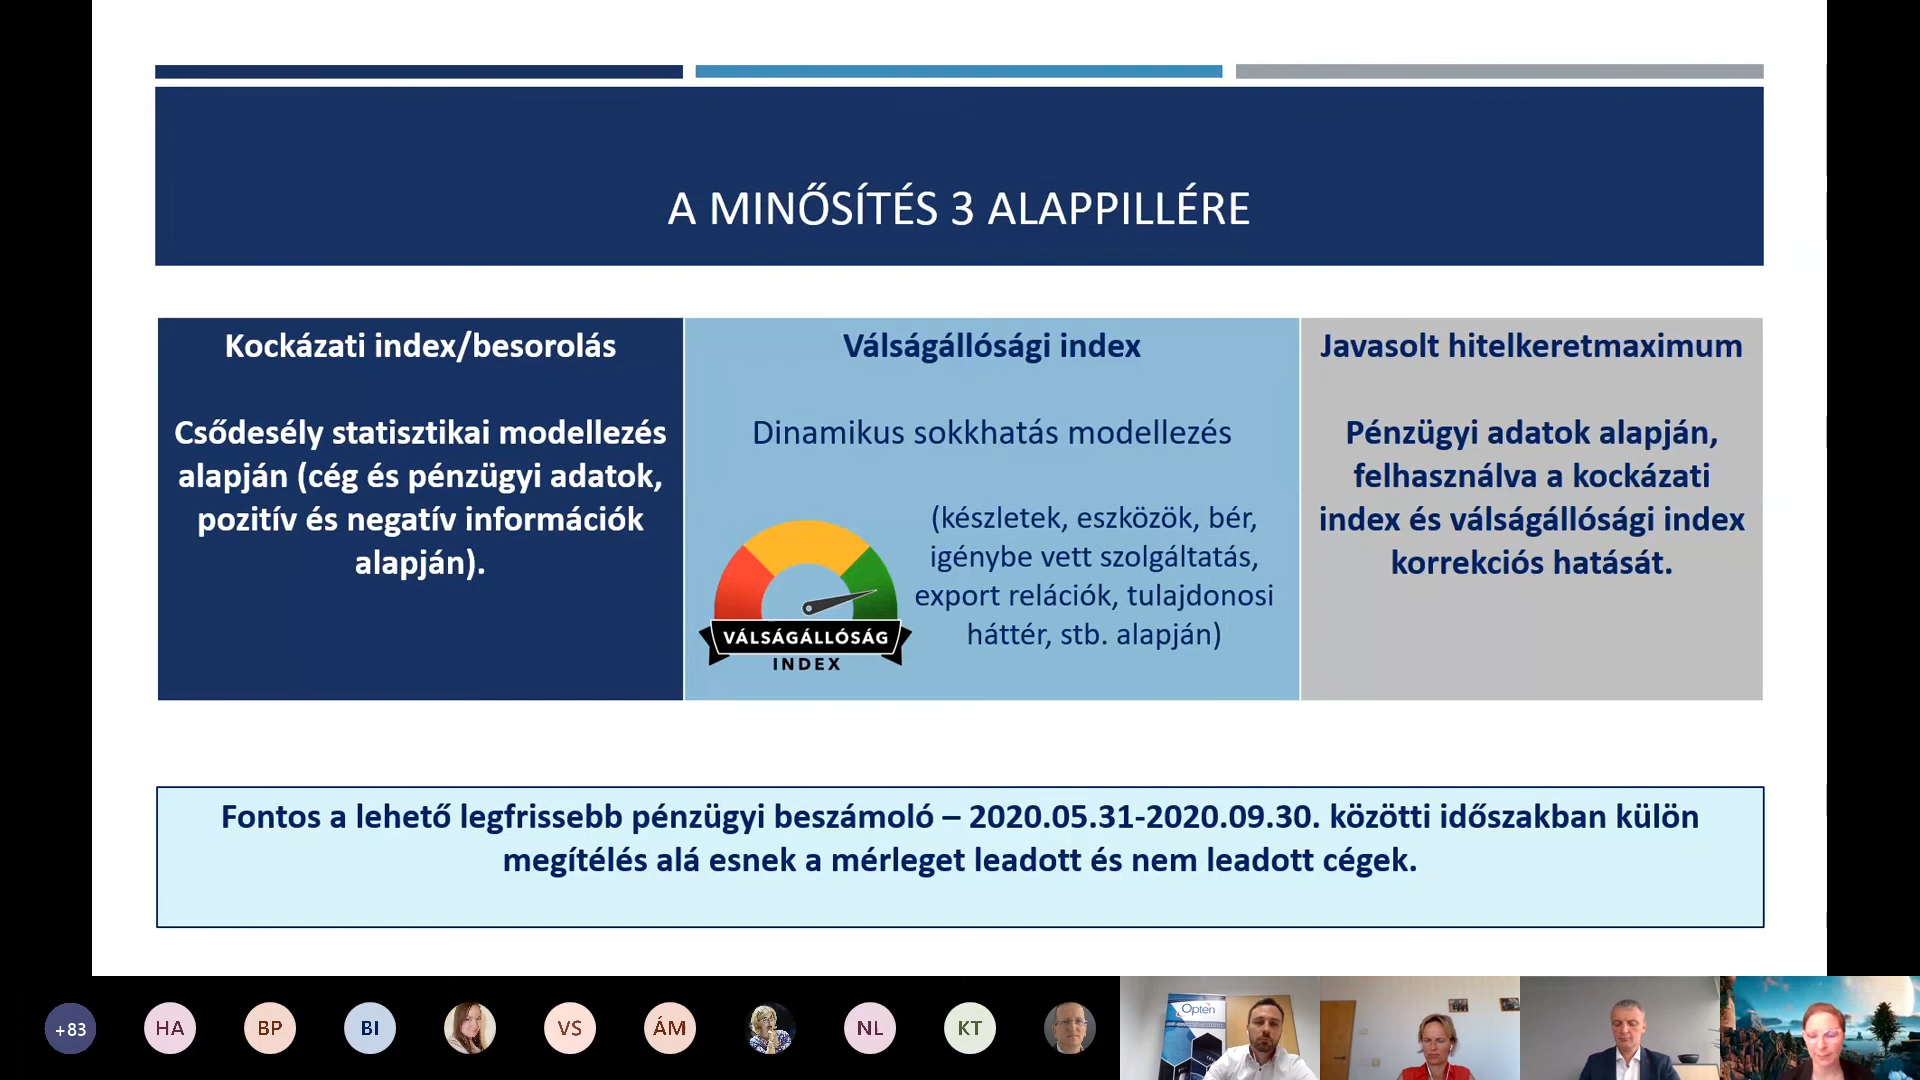 A MINŐSÍTÉS 3 ALAPPILLÉRE
Kockázati index/besorolás
Csődesély statisztikai modellezés
alapján (cég és pénzügyi adatok,
pozitív és negatív információk
alapján).
Válságállósági index
Dinamikus sokkhatás modellezés
(készletek, eszközök, bér,
igénybe vett szolgáltatás,
export relációk, tulajdonosi
háttér, stb. alapján)
VÁLSÁGÁLLÓSÁG
INDEX
Javasolt hitelkeretmaximum
Pénzügyi adatok alapján,
felhasználva a kockázati
index és válságállósági index
korrekciós hatását.
Fontos a lehető legfrissebb pénzügyi beszámoló – 2020.05.31-2020.09.30. közötti időszakban külön
megítélés alá esnek a mérleget leadott és nem leadott cégek.
+83
HA
BP
BI
VS
ÁM
NL
KT
Opten